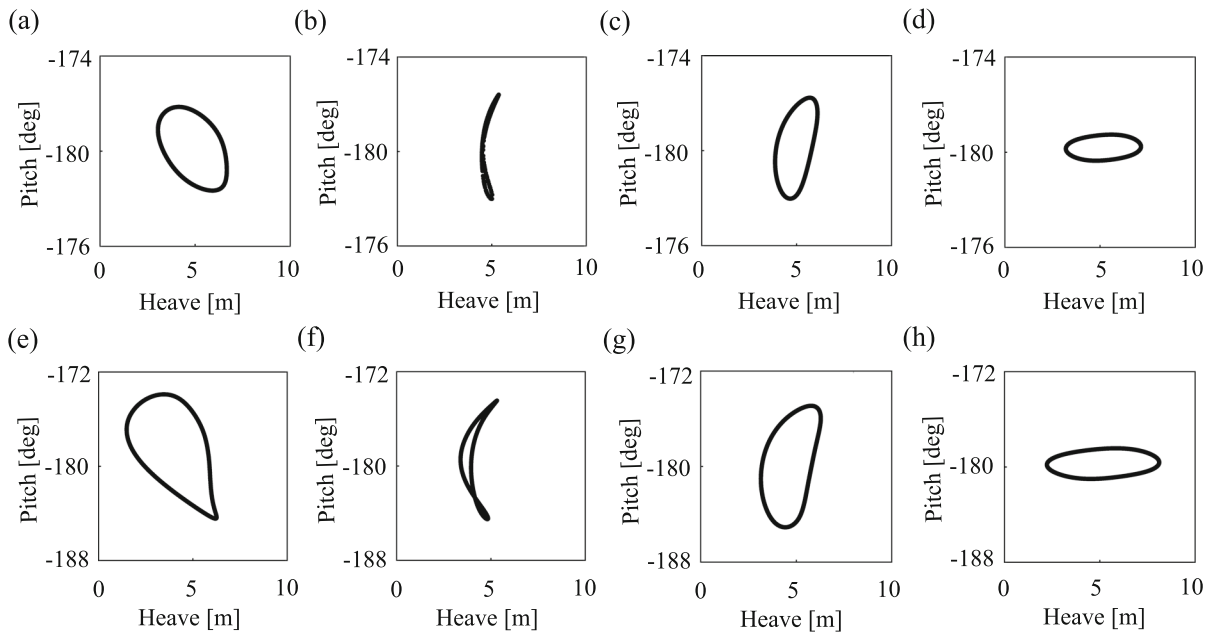 (a) (b) (c) (d)
-174 -174 -174 -174
Pitch [deg] Pitch [deg] Pitch [deg] Pitch [deg]
-180 -180 -180 -180
-176 -176 -176 -176
0 5 10 0 5 10 0 5 10 0 5 10
Heave [m] Heave [m] Heave [m] Heave [m]
(e) (f) (g) (h)
-172 -172 -172 -172
Pitch [deg] Pitch [deg] Pitch [deg] Pitch [deg]
-180 -180 -180 -180
-188 -188 -188 -188
0 5 10 0 5 10 0 5 10 0 5 10
Heave [m] Heave [m] Heave [m] Heave [m]